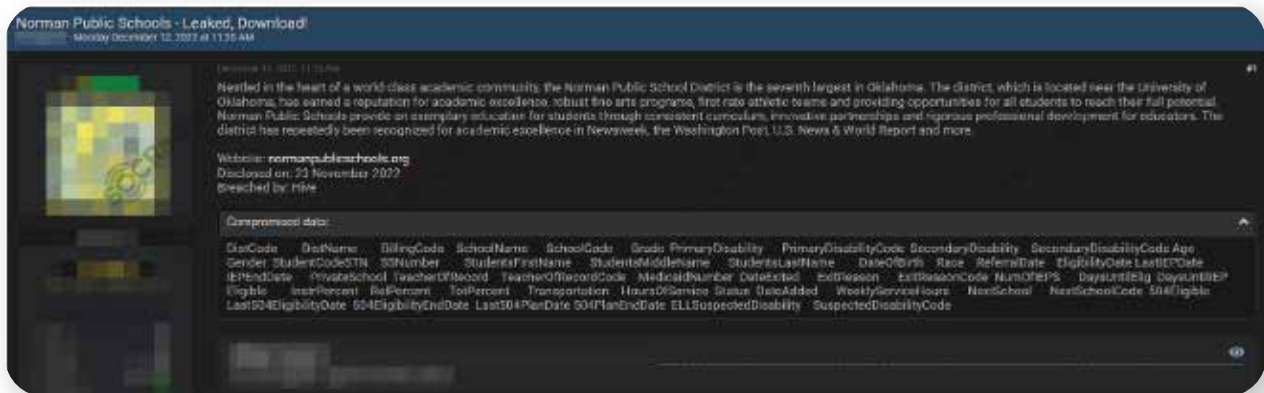 Norman Public Schools - Leaked, Download!
Monday December 12, 2022 at 11:35 AM
#1
Nestled in the heart of a world class academic community, the Norman Public School District is the seventh largest in Oklahoma. The district, which is located near the University of
Oklahoma, has earned a reputation for academic excellence, robust fine arts programs, first rate athletic teams and providing opportunities for all students to reach their full potential.
Norman Public Schools provide an exemplary education for students through consistent curriculum, innovative partnerships and rigorous professional development for educators. The
district has repeatedly been recognized for academic excellence in Newsweek, the Washington Post, U.S. News & World Report and more.
Website: normanpublicschools.org
Disclosed on: 23 November 2022
Breached by: Hive
Compromised data:
DistCode DistName BillingCode SchoolName SchoolCode Grade PrimaryDisability PrimaryDisabilityCode SecondaryDisability SecondaryDisabilityCode Age
Gender StudentCodeSTN SSNumber StudentsFirstName StudentsMiddleName StudentsLastName DateOfBirth Race ReferralDate EligibilityDate LastIEPDate
IEPEndDate PrivateSchool TeacherOfRecord TeacherOfRecordCode MedicaidNumber DateExited ExitReason ExitReasonCode NumOfIEPS DaysUntilElig DaysUntilIEP
Eligible InstrPercent RelPercent TotPercent Transportation HoursOfService Status DateAdded WeeklyServiceHours NextSchool NextSchoolCode 504Eligible
Last504EligibilityDate 504EligibilityEndDate Last504PlanDate 504PlanEndDate ELLSuspectedDisability SuspectedDisabilityCode